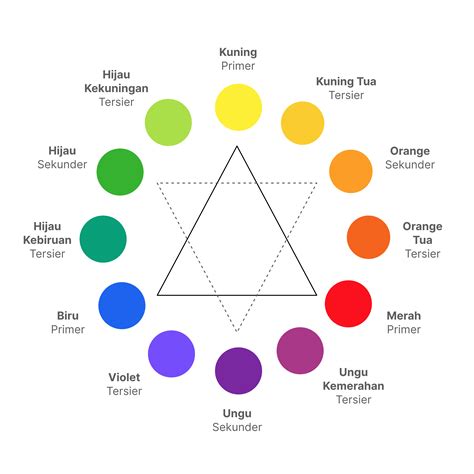 Kuning
Primer
Kuning Tua
Tersier
Orange
Sekunder
Orange
Tua
Tersier
Merah
Primer
Ungu
Kemerahan
Tersier
Ungu
Sekunder
Violet
Tersier
Biru
Primer
Hijau
Kebiruan
Tersier
Hijau
Sekunder
Hijau
Kekuningan
Tersier